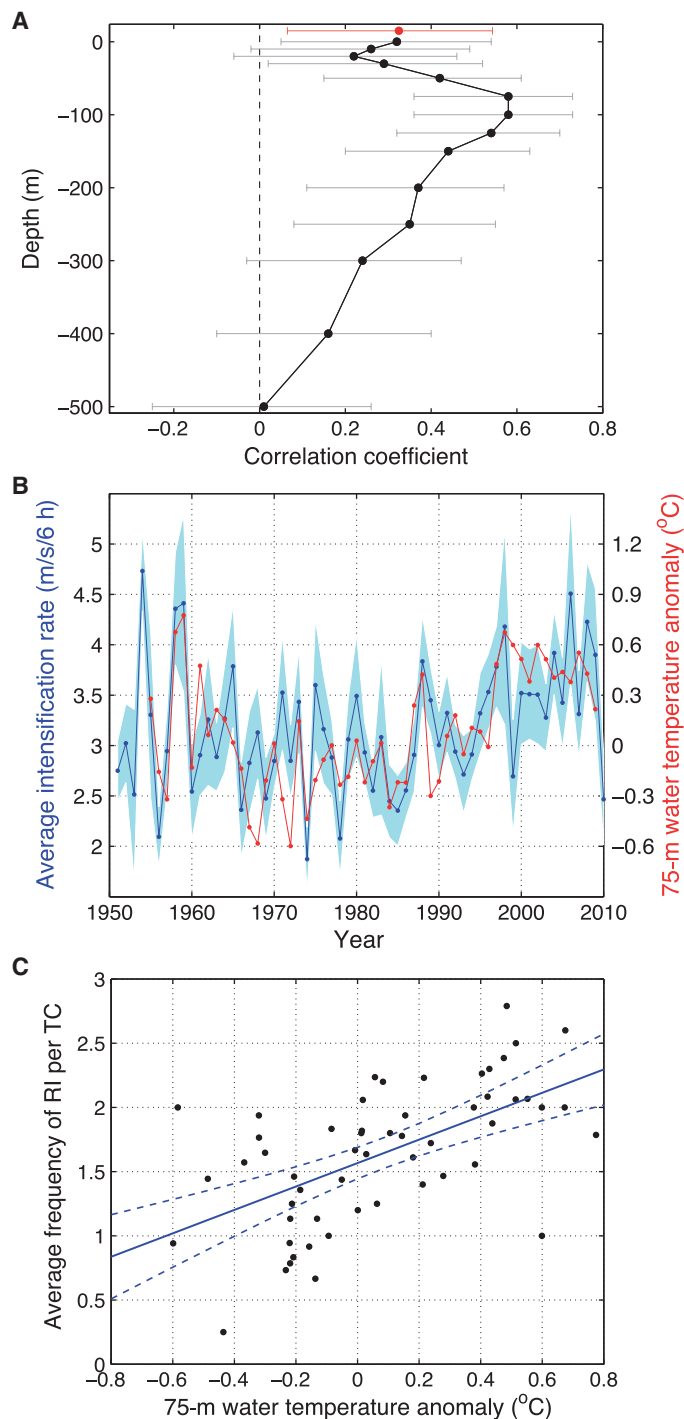 A
0
−100
−200
−300
−400
−500
Depth (m)
−0.2 0 0.2 0.4 0.6 0.8
Correlation coefficient
B
Average intensification rate (m/s/6 h)
5
4.5
4
3.5
3
2.5
2
1.2
0.9
0.6
0.3
0
−0.3
−0.6
75-m water temperature anomaly (°C)
1950 1960 1970 1980 1990 2000 2010
Year
C
Average frequency of RI per TC
3
2.5
2
1.5
1
0.5
0
−0.8 −0.6 −0.4 −0.2 0 0.2 0.4 0.6 0.8
75-m water temperature anomaly (°C)